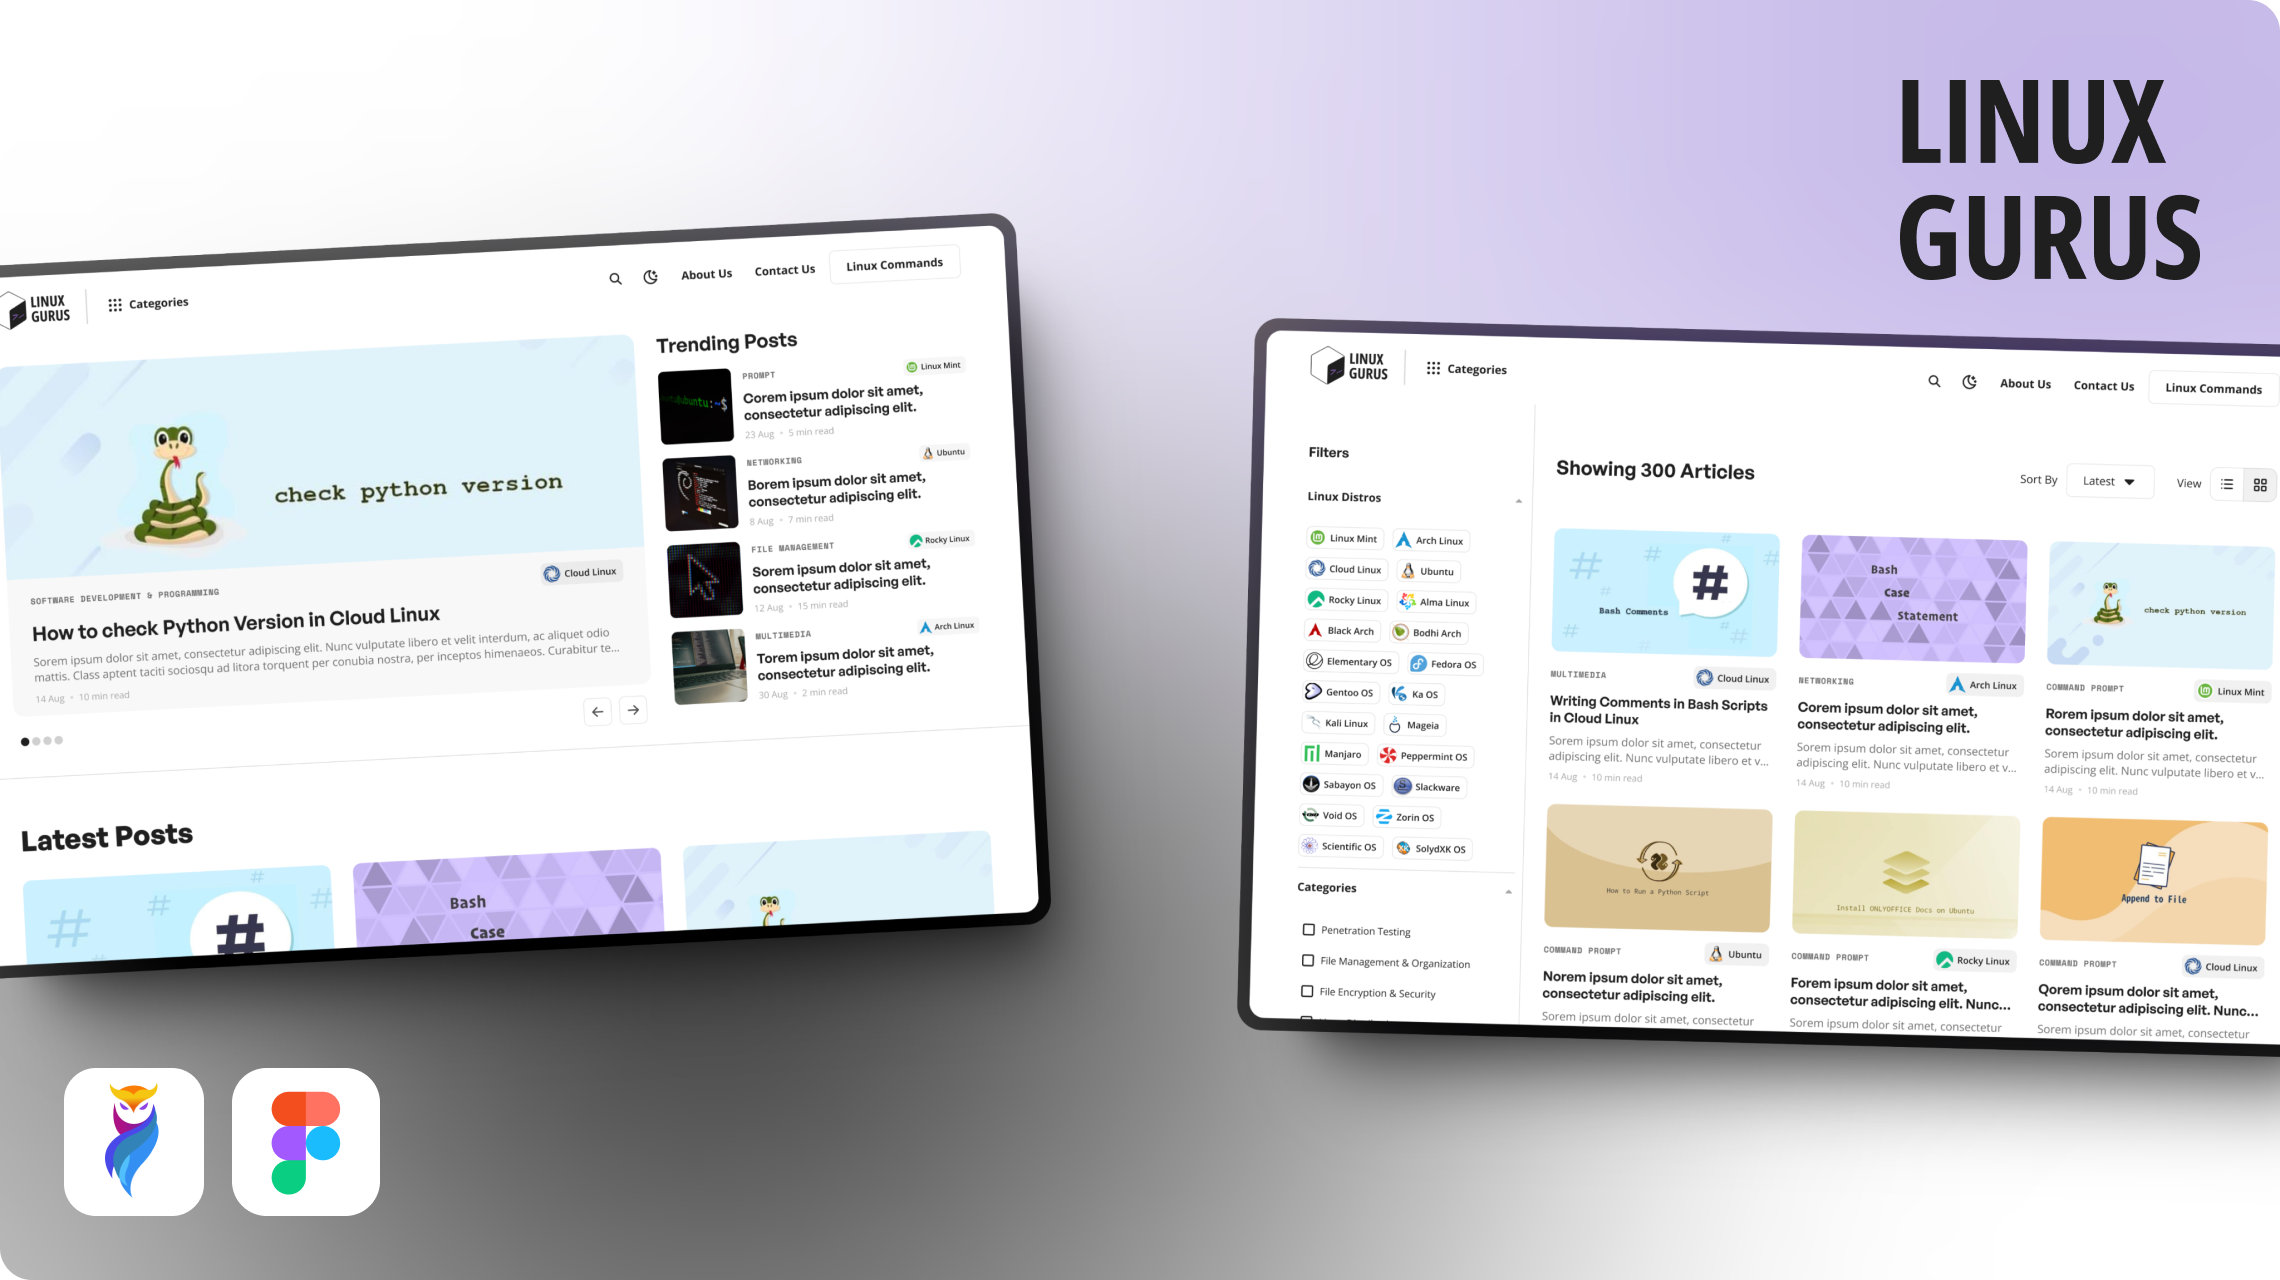 LINUX
GURUS
LINUX
GURUS
Categories
About Us
Contact Us
Linux Commands
check python version
SOFTWARE DEVELOPMENT & PROGRAMMING
Cloud Linux
How to check Python Version in Cloud Linux
Sorem ipsum dolor sit amet, consectetur adipiscing elit. Nunc vulputate libero et velit interdum, ac aliquet odio
mattis. Class aptent taciti sociosqu ad litora torquent per conubia nostra, per inceptos himenaeos. Curabitur te...
14 Aug • 10 min read
Trending Posts
PROMPT
Linux Mint
Corem ipsum dolor sit amet,
consectetur adipiscing elit.
23 Aug • 5 min read
ubuntu:~$
NETWORKING
Ubuntu
Borem ipsum dolor sit amet,
consectetur adipiscing elit.
8 Aug • 7 min read
FILE MANAGEMENT
Rocky Linux
Sorem ipsum dolor sit amet,
consectetur adipiscing elit.
12 Aug • 15 min read
MULTIMEDIA
Arch Linux
Torem ipsum dolor sit amet,
consectetur adipiscing elit.
30 Aug • 2 min read
Latest Posts
#
Bash
Case
LINUX
GURUS
Categories
About Us
Contact Us
Linux Commands
Filters
Linux Distros
Linux Mint
Arch Linux
Cloud Linux
Ubuntu
Rocky Linux
Alma Linux
Black Arch
Bodhi Arch
Elementary OS
Fedora OS
Gentoo OS
Ka OS
Kali Linux
Mageia
Manjaro
Peppermint OS
Sabayon OS
Slackware
Void OS
Zorin OS
Scientific OS
SolydXK OS
Categories
Penetration Testing
File Management & Organization
File Encryption & Security
Showing 300 Articles
Sort By
Latest
View
Bash Comments
#
MULTIMEDIA
Cloud Linux
Writing Comments in Bash Scripts
in Cloud Linux
Sorem ipsum dolor sit amet, consectetur
adipiscing elit. Nunc vulputate libero et v...
14 Aug • 10 min read
Bash
Case
Statement
NETWORKING
Arch Linux
Corem ipsum dolor sit amet,
consectetur adipiscing elit.
Sorem ipsum dolor sit amet, consectetur
adipiscing elit. Nunc vulputate libero et v...
14 Aug • 10 min read
check python version
COMMAND PROMPT
Linux Mint
Rorem ipsum dolor sit amet,
consectetur adipiscing elit.
Sorem ipsum dolor sit amet, consectetur
adipiscing elit. Nunc vulputate libero et v...
14 Aug • 10 min read
How to Run a Python Script
COMMAND PROMPT
Ubuntu
Norem ipsum dolor sit amet,
consectetur adipiscing elit.
Sorem ipsum dolor sit amet, consectetur
Install ONLYOFFICE Docs on Ubuntu
COMMAND PROMPT
Rocky Linux
Forem ipsum dolor sit amet,
consectetur adipiscing elit. Nunc...
Sorem ipsum dolor sit amet, consectetur
Append to File
COMMAND PROMPT
Cloud Linux
Qorem ipsum dolor sit amet,
consectetur adipiscing elit. Nunc...
Sorem ipsum dolor sit amet, consectetur